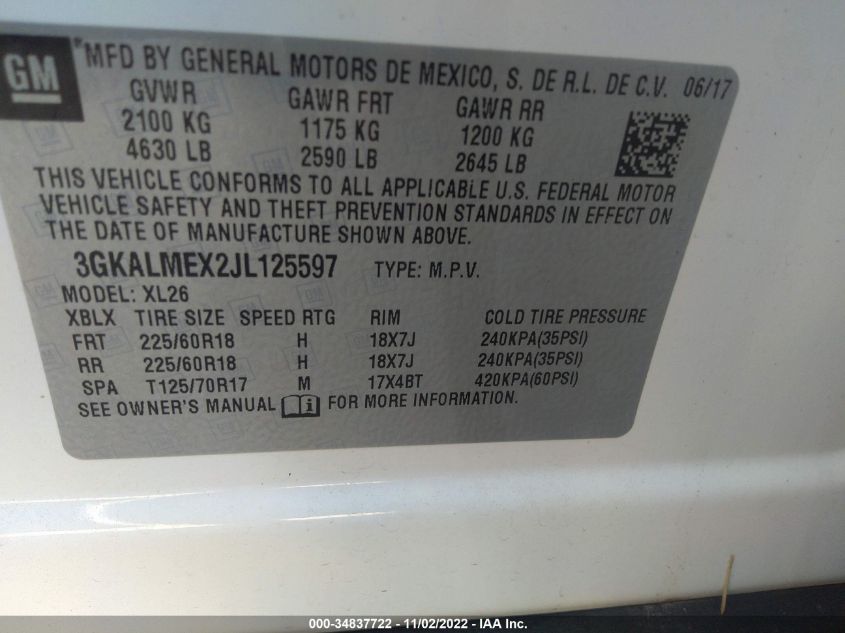 GM
MFD BY GENERAL MOTORS DE MEXICO, S. DE R.L. DE C.V. 06/17
GVWR GAWR FRT GAWR RR
2100 KG 1175 KG 1200 KG
4630 LB 2590 LB 2645 LB
THIS VEHICLE CONFORMS TO ALL APPLICABLE U.S. FEDERAL MOTOR
VEHICLE SAFETY AND THEFT PREVENTION STANDARDS IN EFFECT ON
THE DATE OF MANUFACTURE SHOWN ABOVE.
3GKALMEX2JL125597 TYPE: M.P.V.
MODEL: XL26
XBLX TIRE SIZE SPEED RTG RIM COLD TIRE PRESSURE
FRT 225/60R18 H 18X7J 240KPA(35PSI)
RR 225/60R18 H 18X7J 240KPA(35PSI)
SPA T125/70R17 M 17X4BT 420KPA(60PSI)
SEE OWNER'S MANUAL i FOR MORE INFORMATION.
000-34837722 - 11/02/2022 - IAA Inc.